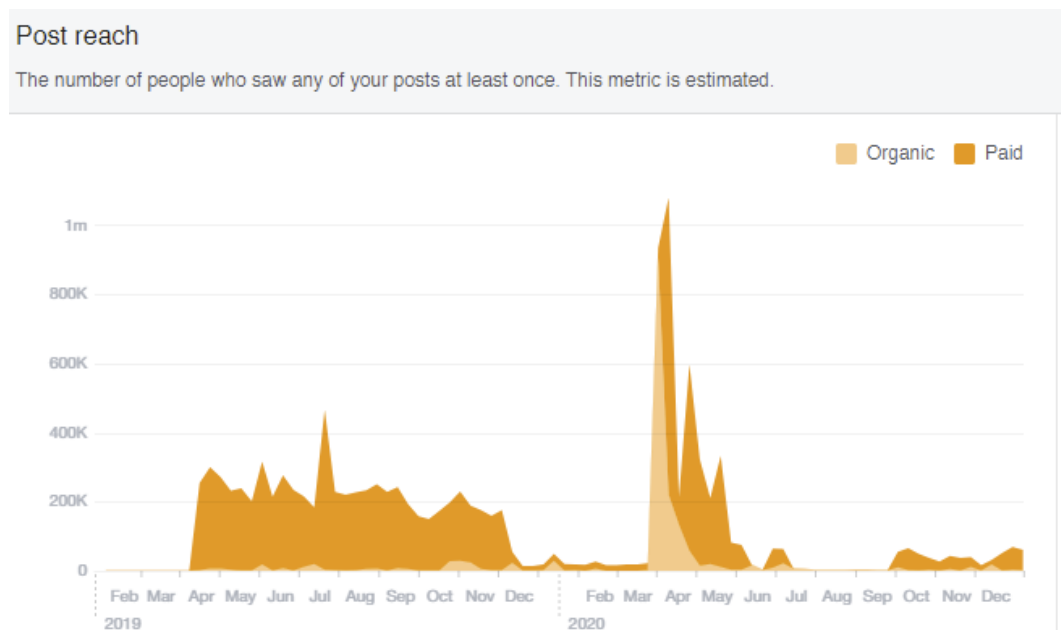 Post reach
The number of people who saw any of your posts at least once. This metric is estimated.
Organic Paid
1m
800K
600K
400K
200K
0
Feb Mar Apr May Jun Jul Aug Sep Oct Nov Dec Feb Mar Apr May Jun Jul Aug Sep Oct Nov Dec
2019 2020